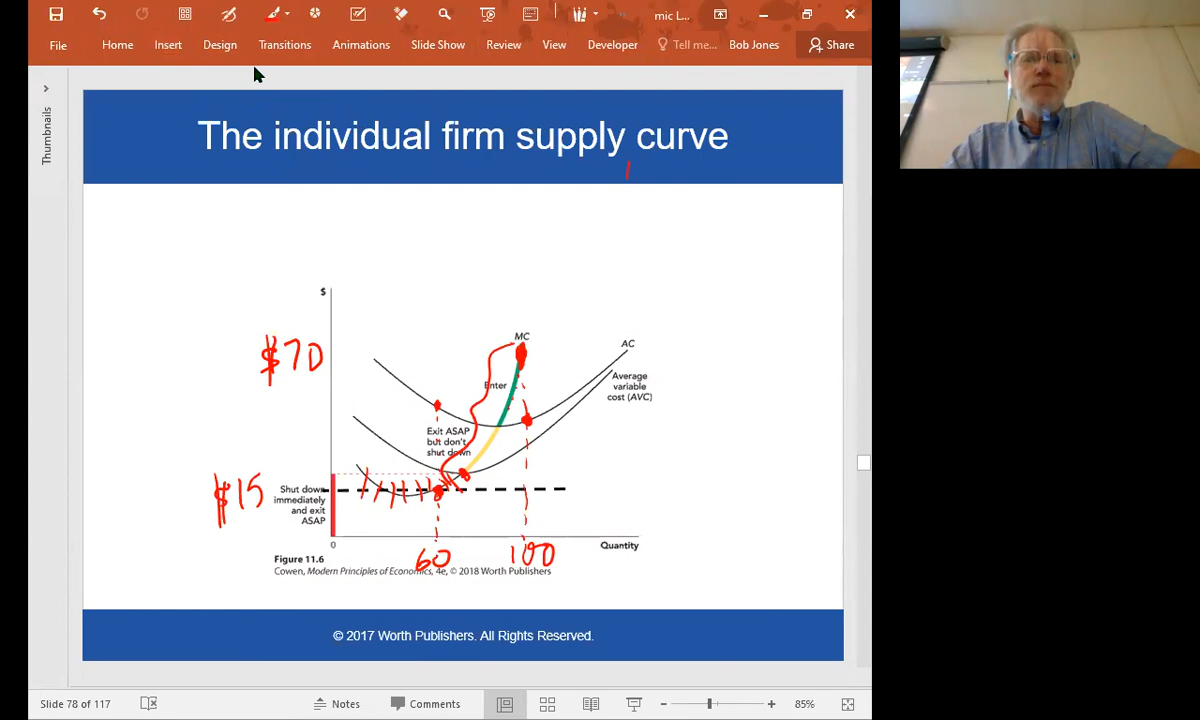 mic L...
File
Home
Insert
Design
Transitions
Animations
Slide Show
Review
View
Developer
Tell me...
Bob Jones
Share
Thumbnails
The individual firm supply curve
$
MC
AC
$70
Average
variable
cost (AVC)
Enter
Exit ASAP
but don't
shut down
$15
Shut down
immediately
and exit
ASAP
0
60
100
Quantity
Figure 11.6
Cowen, Modern Principles of Economics, 4e, © 2018 Worth Publishers
© 2017 Worth Publishers. All Rights Reserved.
Slide 78 of 117
Notes
Comments
85%